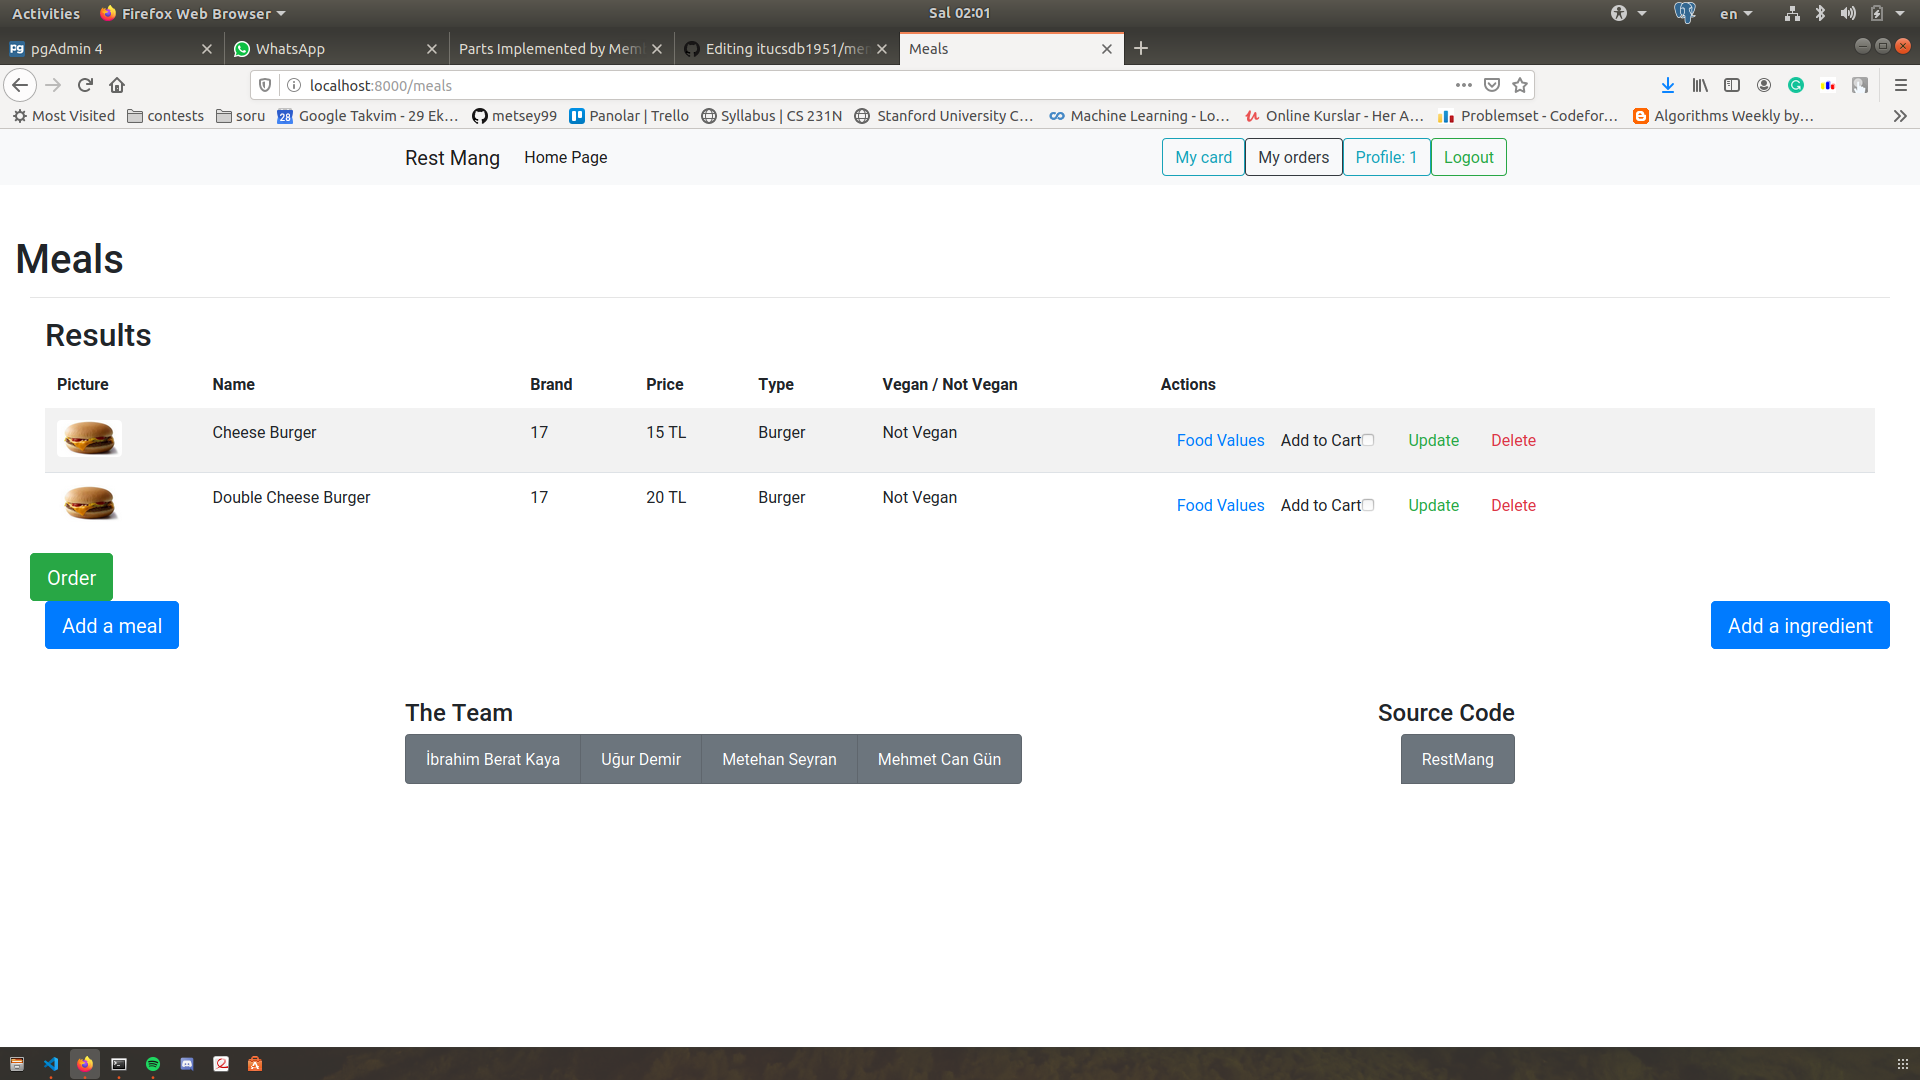 Activities Firefox Web Browser Sal 02:01 en
pgAdmin 4 WhatsApp Parts Implemented by Mem Editing itucsdb1951/mem Meals
localhost:8000/meals
Most Visited contests soru Google Takvim - 29 Ek... metsey99 Panolar | Trello Syllabus | CS 231N Stanford University C... Machine Learning - Lo... Online Kurslar - Her A... Problemset - Codefor... Algorithms Weekly by...
Rest Mang Home Page My card My orders Profile: 1 Logout
Meals
Results
Picture Name Brand Price Type Vegan / Not Vegan Actions
Cheese Burger 17 15 TL Burger Not Vegan Food Values Add to Cart Update Delete
Double Cheese Burger 17 20 TL Burger Not Vegan Food Values Add to Cart Update Delete
Order
Add a meal Add a ingredient
The Team Source Code
İbrahim Berat Kaya Uğur Demir Metehan Seyran Mehmet Can Gün RestMang